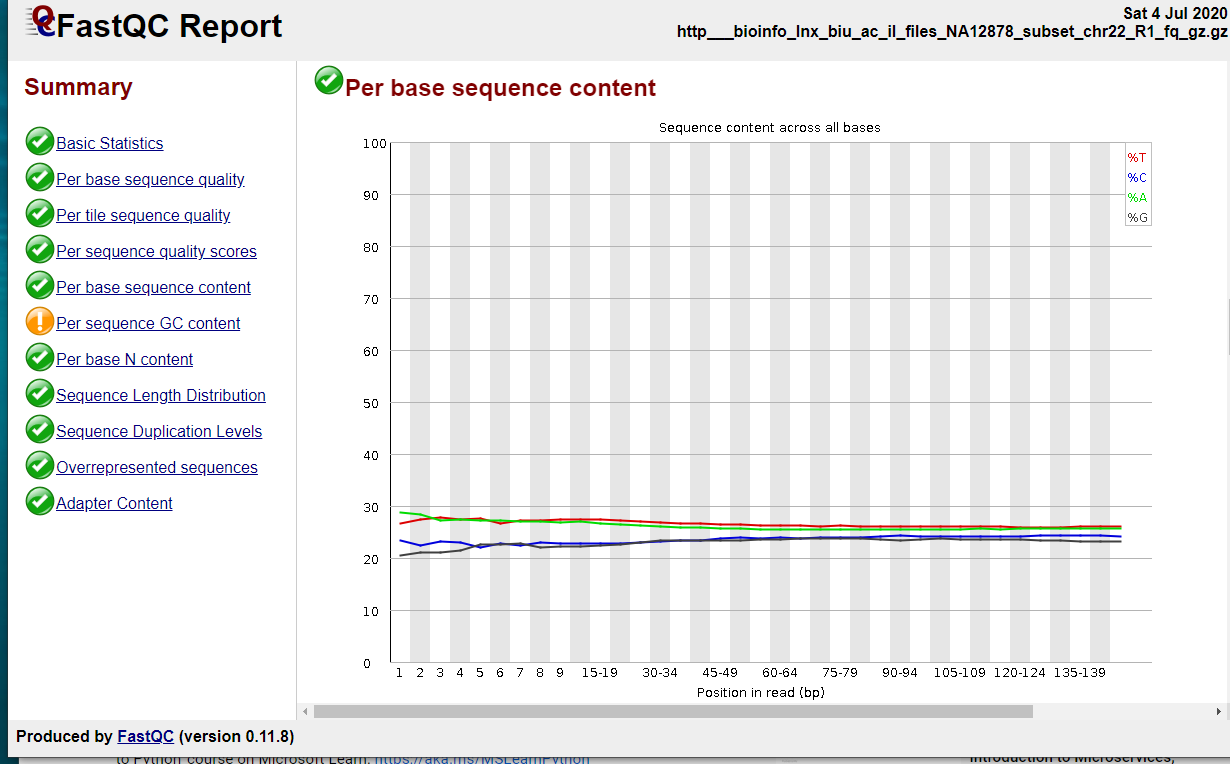 FastQC Report
Sat 4 Jul 2020
http___bioinfo_lnx_biu_ac_il_files_NA12878_subset_chr22_R1_fq_gz.gz
Summary
Basic Statistics
Per base sequence quality
Per tile sequence quality
Per sequence quality scores
Per base sequence content
Per sequence GC content
Per base N content
Sequence Length Distribution
Sequence Duplication Levels
Overrepresented sequences
Adapter Content
Per base sequence content
Sequence content across all bases
100
90
80
70
60
50
40
30
20
10
0
%T
%C
%A
%G
1 2 3 4 5 6 7 8 9 15-19 30-34 45-49 60-64 75-79 90-94 105-109 120-124 135-139
Position in read (bp)
Produced by FastQC (version 0.11.8)
to Python' course on Microsoft Learn: https://aka.ms/MSLearnPython
Introduction to Microservices,